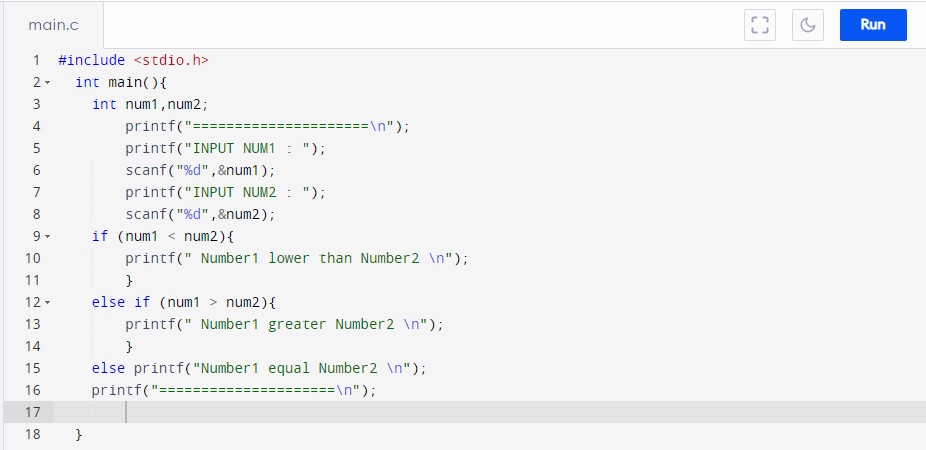 main.c
Run
1 #include <stdio.h>
2 int main(){
3 int num1,num2;
4 printf("=====================\n");
5 printf("INPUT NUM1 : ");
6 scanf("%d",&num1);
7 printf("INPUT NUM2 : ");
8 scanf("%d",&num2);
9 if (num1 < num2){
10 printf(" Number1 lower than Number2 \n");
11 }
12 else if (num1 > num2){
13 printf(" Number1 greater Number2 \n");
14 }
15 else printf("Number1 equal Number2 \n");
16 printf("=====================\n");
17
18 }